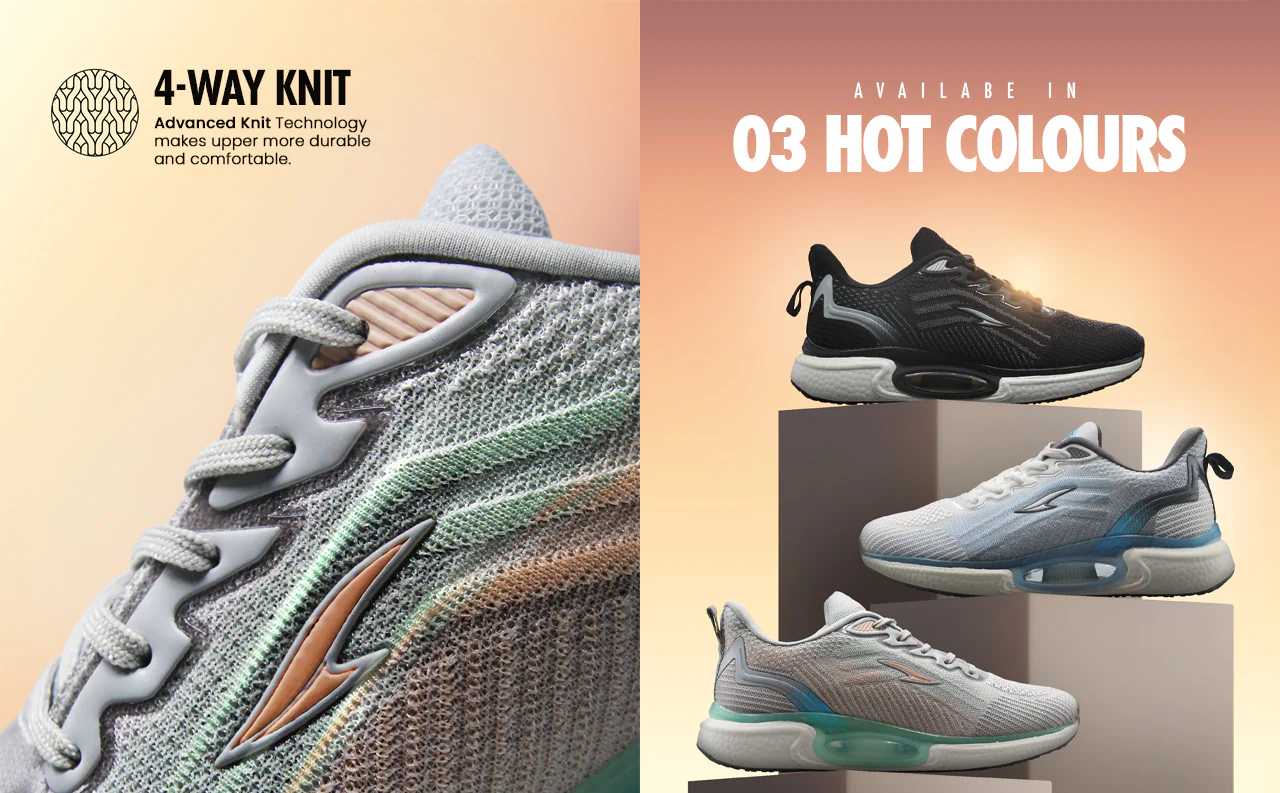 4-WAY KNIT
Advanced Knit Technology
makes upper more durable
and comfortable.
AVAILABE IN
03 HOT COLOURS